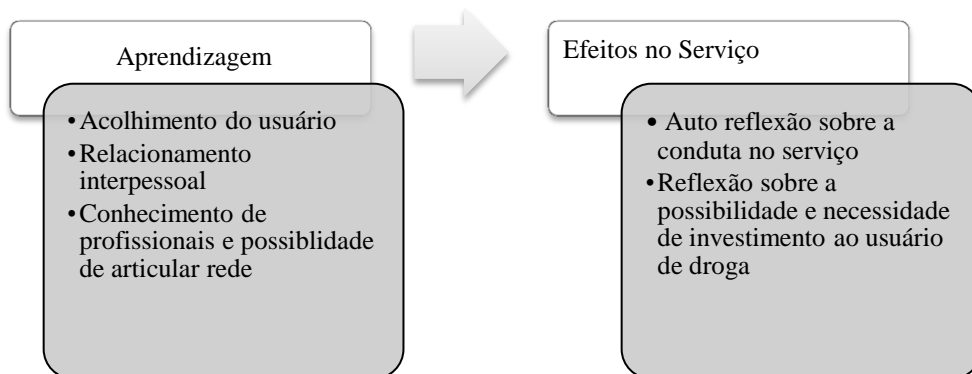 Aprendizagem
• Acolhimento do usuário
• Relacionamento
interpessoal
• Conhecimento de
profissionais e possiblidade
de articular rede
Efeitos no Serviço
• Auto reflexão sobre a
conduta no serviço
• Reflexão sobre a
possibilidade e necessidade
de investimento ao usuário
de droga